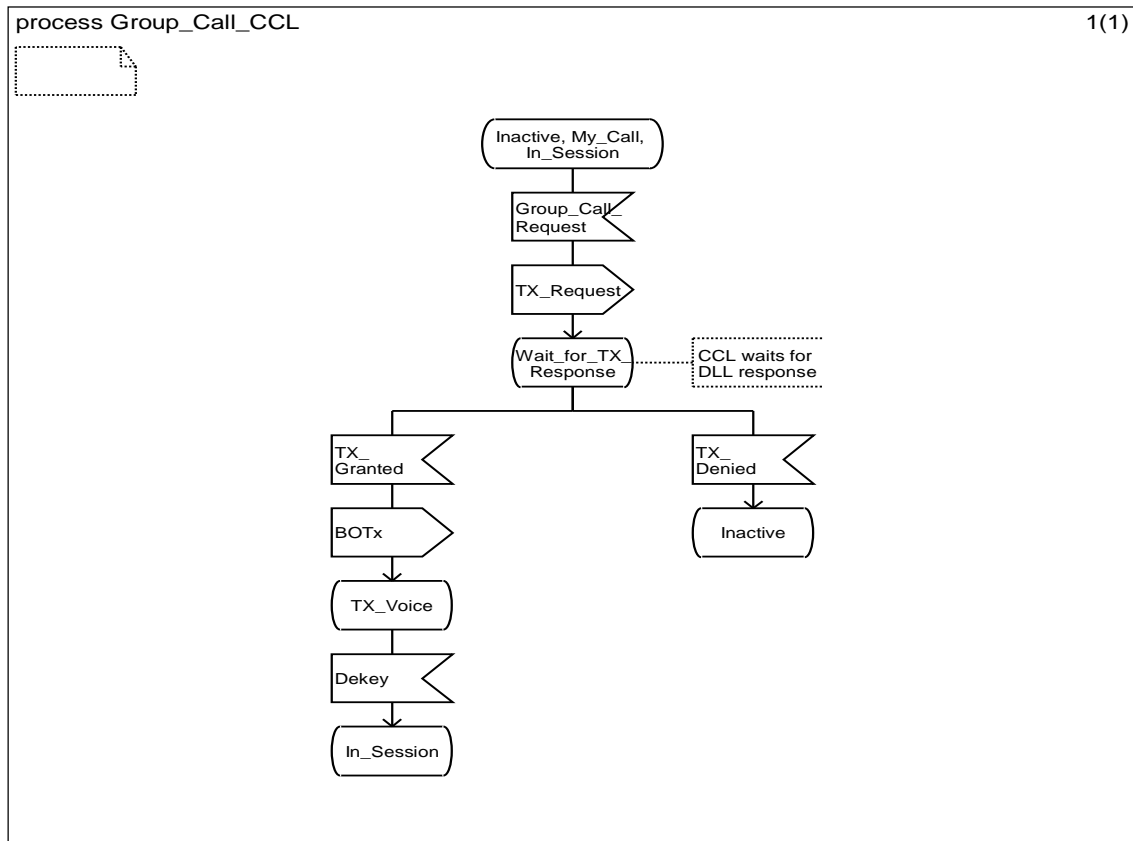 process Group_Call_CCL
1(1)
Inactive, My_Call,
In_Session
Group_Call_
Request
TX_Request
Wait_for_TX_
Response
CCL waits for
DLL response
TX_
Granted
TX_
Denied
BOTx
Inactive
TX_Voice
Dekey
In_Session